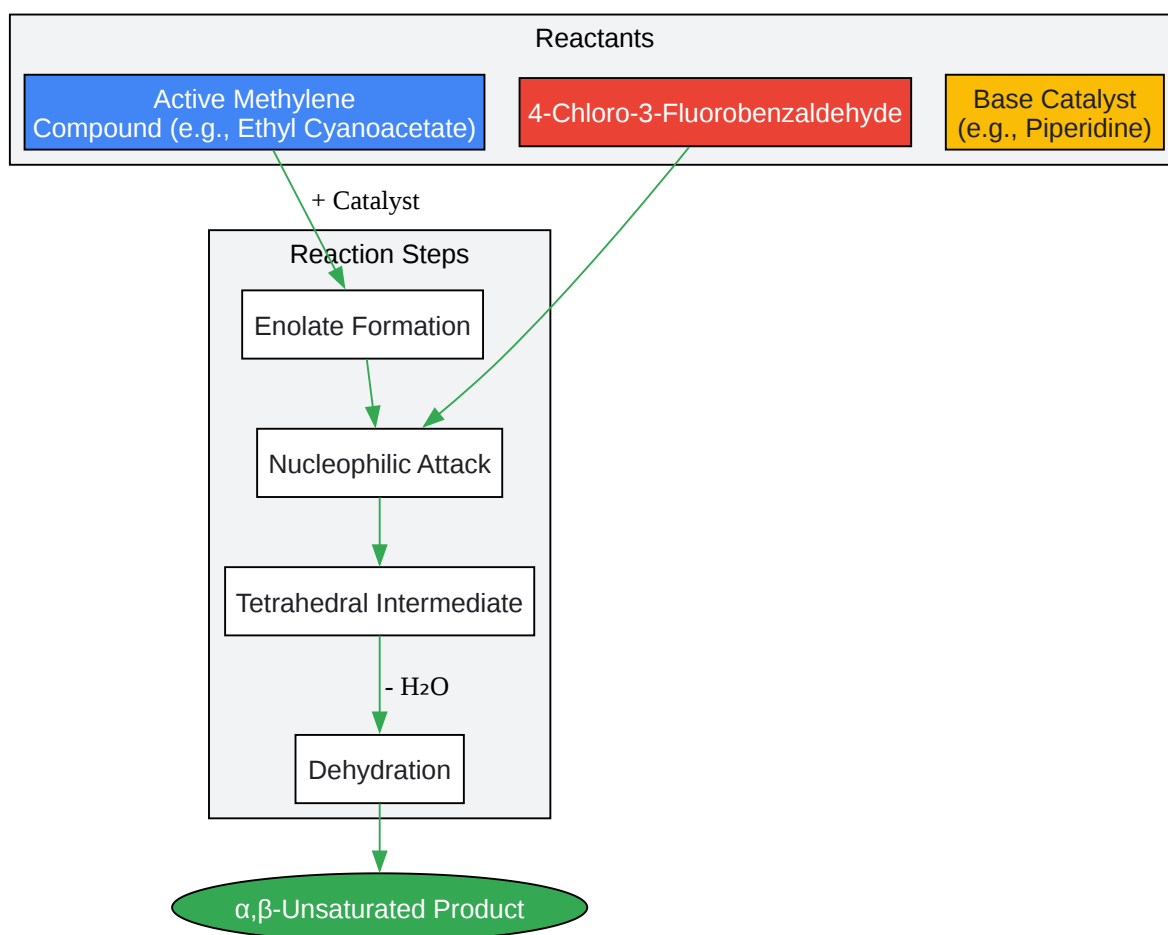 Reactants
Active Methylene
Compound (e.g., Ethyl Cyanoacetate)
4-Chloro-3-Fluorobenzaldehyde
Base Catalyst
(e.g., Piperidine)
+ Catalyst
Reaction Steps
Enolate Formation
Nucleophilic Attack
Tetrahedral Intermediate
- H₂O
Dehydration
α,β-Unsaturated Product